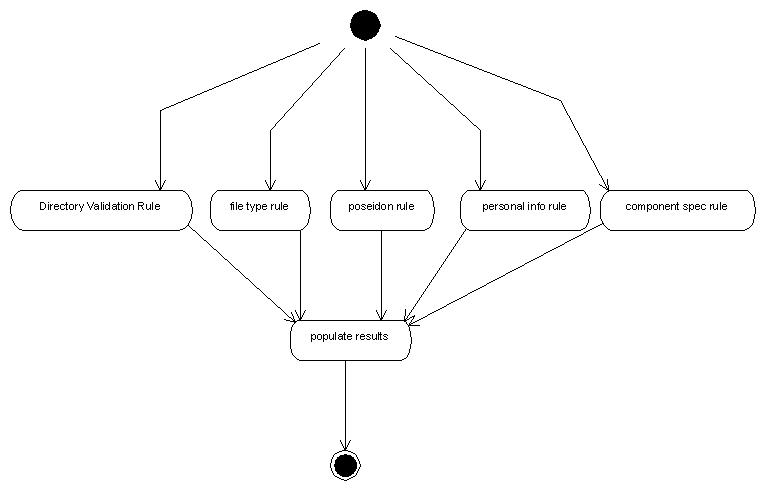 Directory Validation Rule
file type rule
poseidon rule
personal info rule
component spec rule
populate results